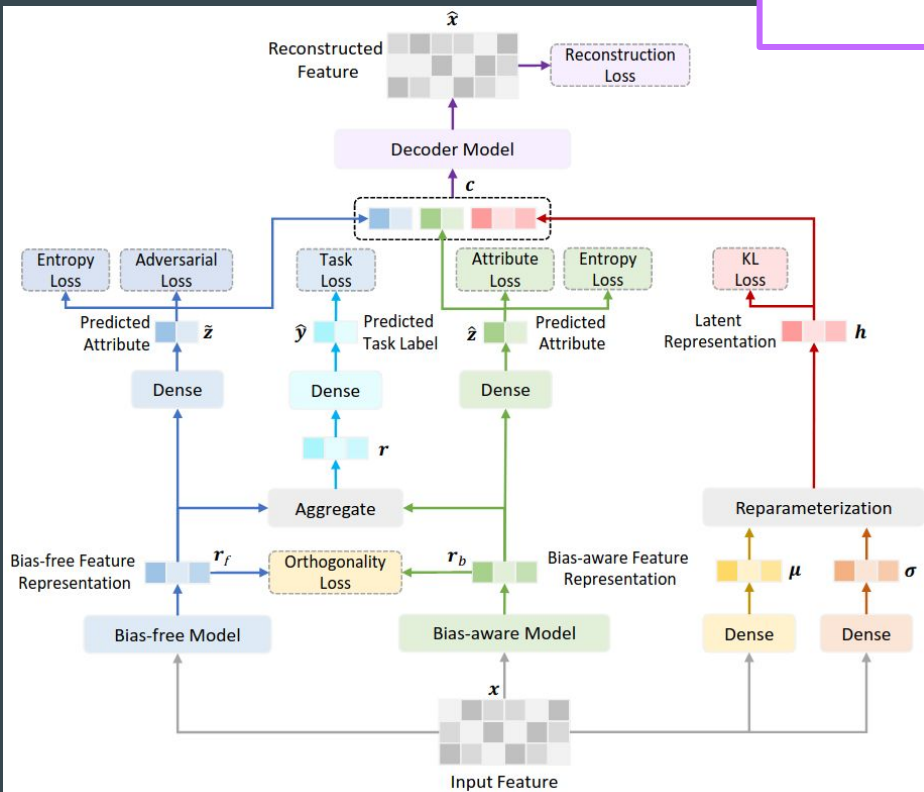 x̂
Reconstructed
Feature
Reconstruction
Loss
Decoder Model
c
Entropy
Loss
Adversarial
Loss
Task
Loss
Attribute
Loss
Entropy
Loss
KL
Loss
Predicted
Attribute
z̃
ŷ
Predicted
Task Label
ẑ
Predicted
Attribute
Latent
Representation
h
Dense
Dense
Dense
r
Aggregate
Reparameterization
Bias-free Feature
Representation
r_f
Orthogonality
Loss
r_b
Bias-aware Feature
Representation
μ
σ
Bias-free Model
Bias-aware Model
Dense
Dense
x
Input Feature